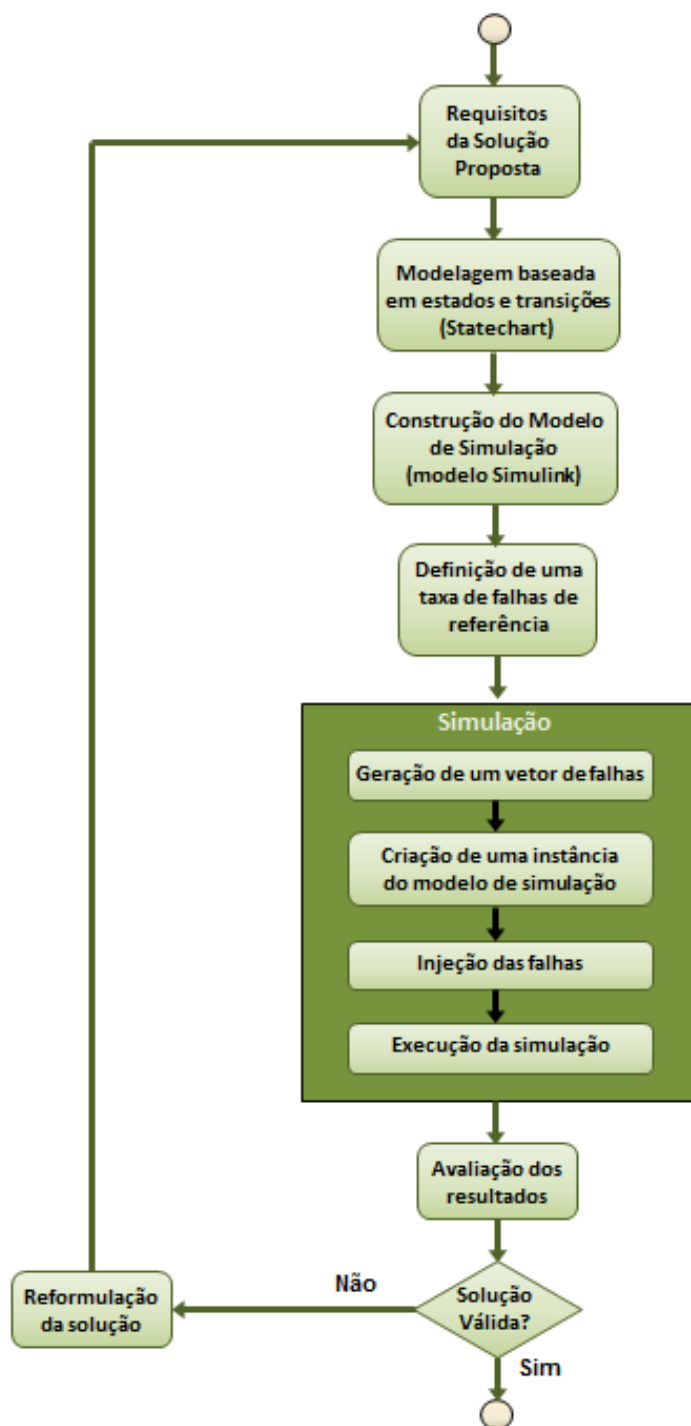 Requisitos
da Solução
Proposta
Modelagem baseada
em estados e transições
(Statechart)
Construção do Modelo
de Simulação
(modelo Simulink)
Definição de uma
taxa de falhas de
referência
Simulação
Geração de um vetor de falhas
Criação de uma instância
do modelo de simulação
Injeção das falhas
Execução da simulação
Avaliação dos
resultados
Solução
Válida?
Não
Reformulação
da solução
Sim